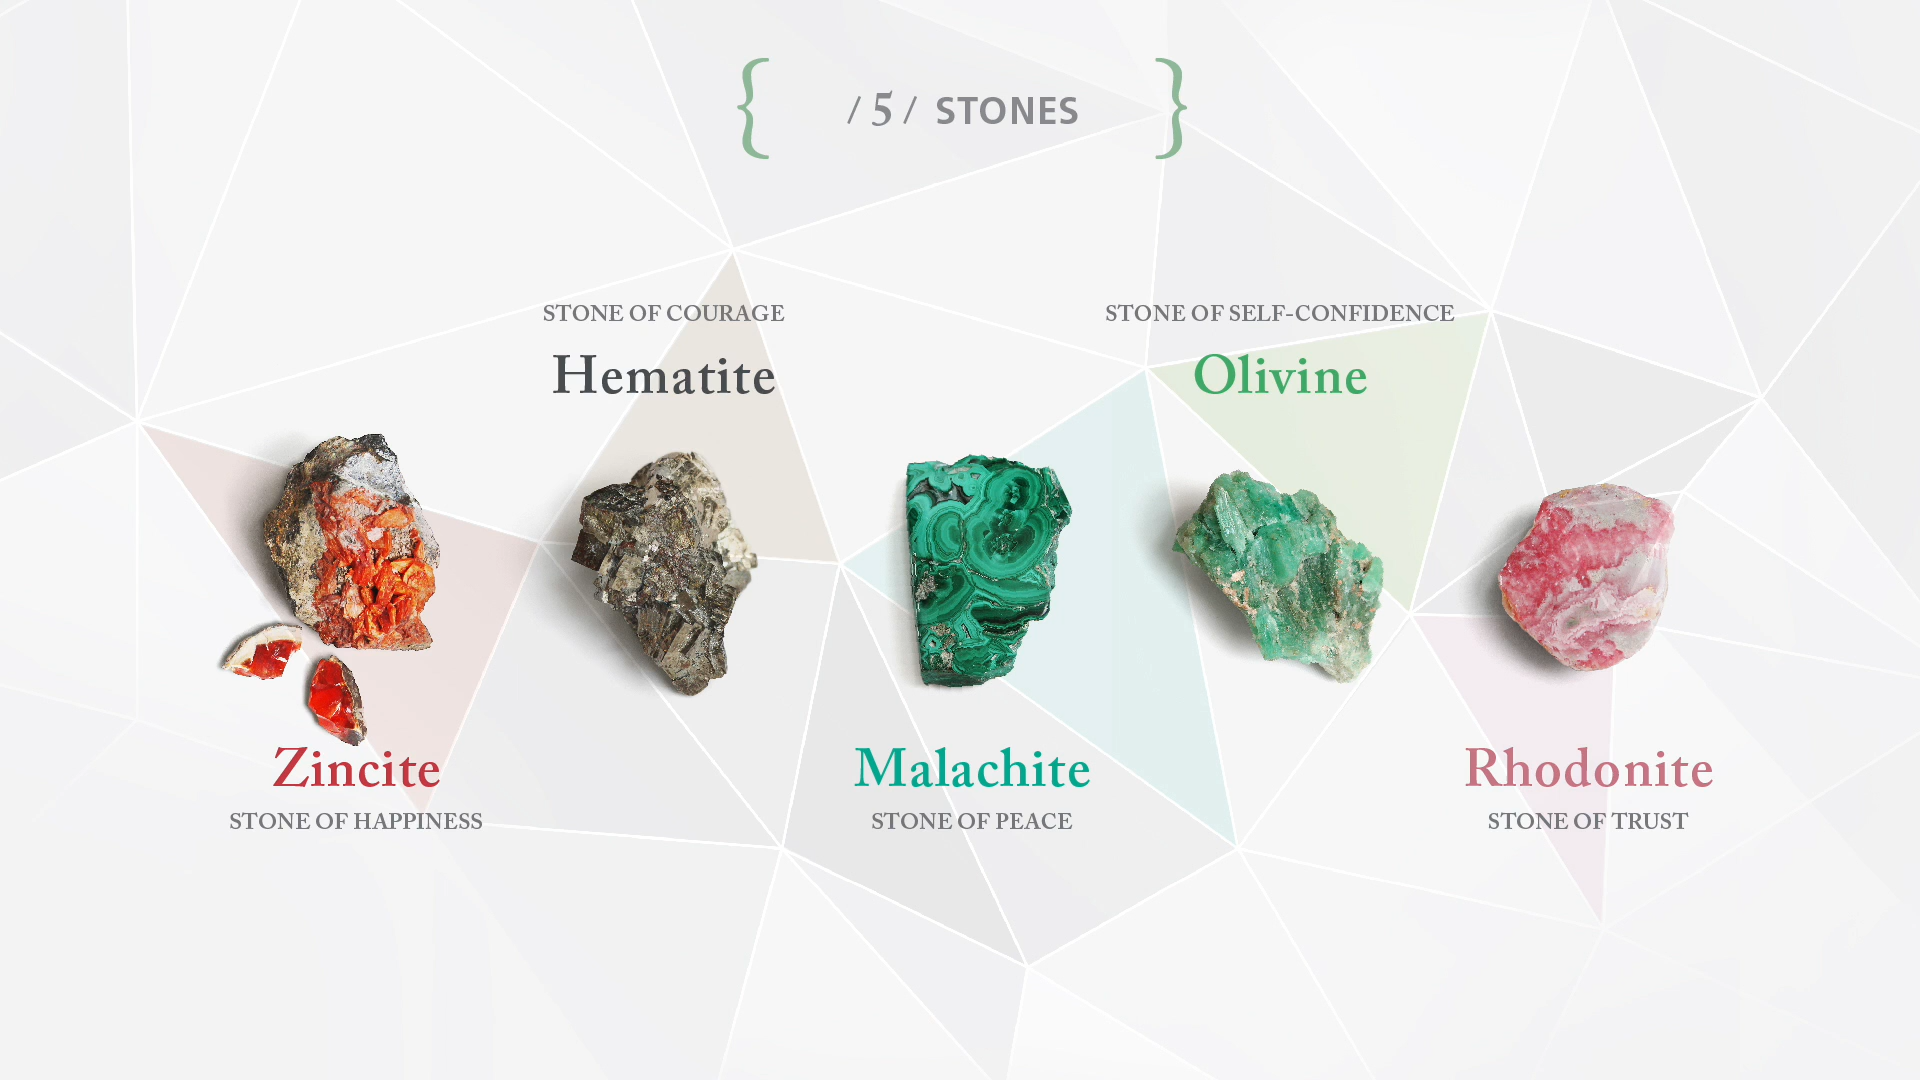 { / 5 / STONES }
STONE OF COURAGE
Hematite
STONE OF SELF-CONFIDENCE
Olivine
Zincite
STONE OF HAPPINESS
Malachite
STONE OF PEACE
Rhodonite
STONE OF TRUST